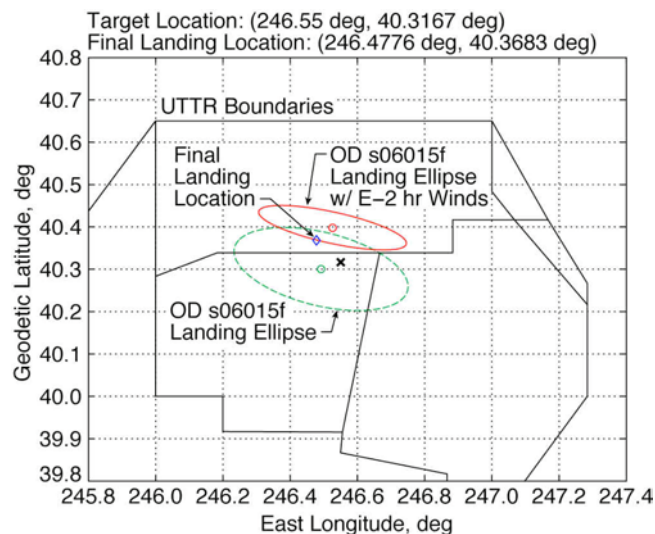 Target Location: (246.55 deg, 40.3167 deg)
Final Landing Location: (246.4776 deg, 40.3683 deg)
40.8
40.7
40.6
40.5
40.4
40.3
40.2
40.1
40.0
39.9
39.8
Geodetic Latitude, deg
UTTR Boundaries
Final
Landing
Location
OD s06015f
Landing Ellipse
w/ E–2 hr Winds
OD s06015f
Landing Ellipse
245.8 246.0 246.2 246.4 246.6 246.8 247.0 247.2 247.4
East Longitude, deg